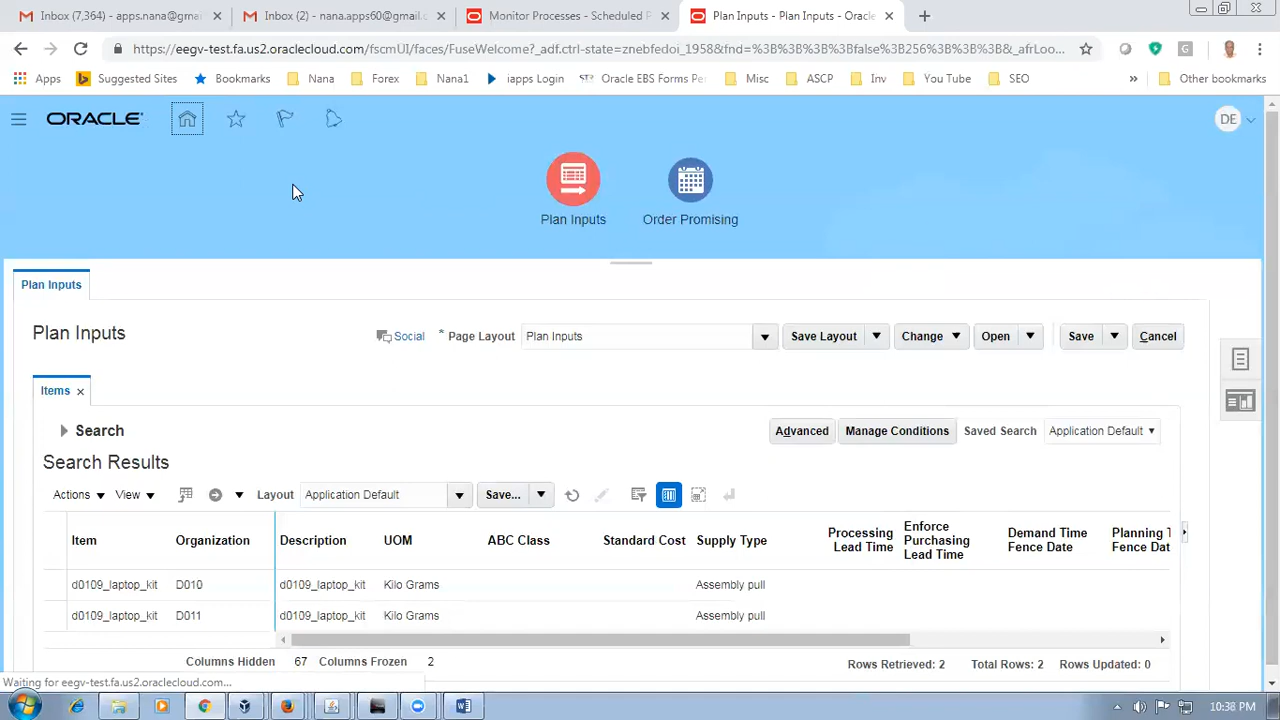 Inbox (7,364) - apps.nana@gma
Inbox (2) - nana.apps60@gmail.c
Monitor Processes - Scheduled P
Plan Inputs - Plan Inputs - Oracle
https://eegv-test.fa.us2.oraclecloud.com/fscmUI/faces/FuseWelcome?_adf.ctrl-state=znebfedoi_1958&fnd=%3B%3B%3B%3Bfalse%3B256%3B%3B%3B&_afrLoo...
Apps
Suggested Sites
Bookmarks
Nana
Forex
Nana1
iapps Login
Oracle EBS Forms Pe
Misc
ASCP
Inv
You Tube
SEO
»
Other bookmarks
ORACLE
DE
Plan Inputs
Order Promising
Plan Inputs
Plan Inputs
Social
* Page Layout
Plan Inputs
Save Layout
Change
Open
Save
Cancel
Items
Search
Advanced
Manage Conditions
Saved Search
Application Default
Search Results
Actions
View
Layout
Application Default
Save...
Item
Organization
Description
UOM
ABC Class
Standard Cost
Supply Type
Processing
Lead Time
Enforce
Purchasing
Lead Time
Demand Time
Fence Date
Planning T
Fence Dat
d0109_laptop_kit D010 d0109_laptop_kit Kilo Grams Assembly pull
d0109_laptop_kit D011 d0109_laptop_kit Kilo Grams Assembly pull
Columns Hidden 67 Columns Frozen 2
Rows Retrieved: 2 Total Rows: 2 Rows Updated: 0
Waiting for eegv-test.fa.us2.oraclecloud.com...
10:38 PM